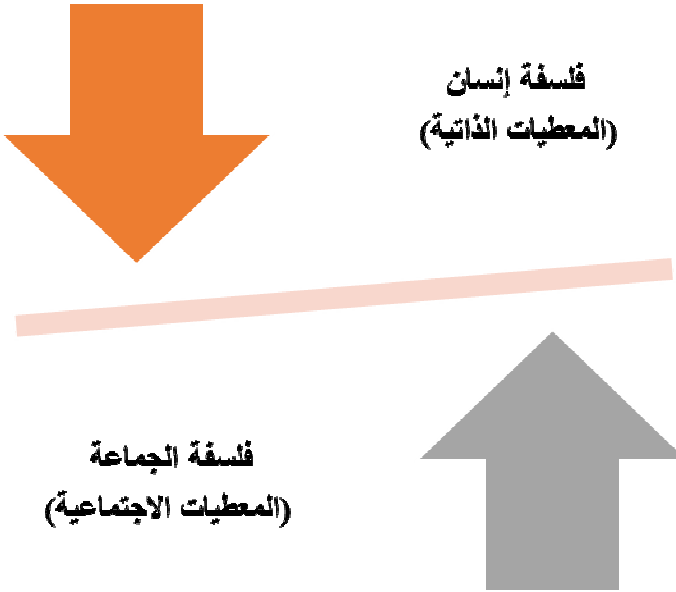 فلسفة إنسان
(المعطيات الذاتية)
فلسفة الجماعة
(المعطيات الاجتماعية)